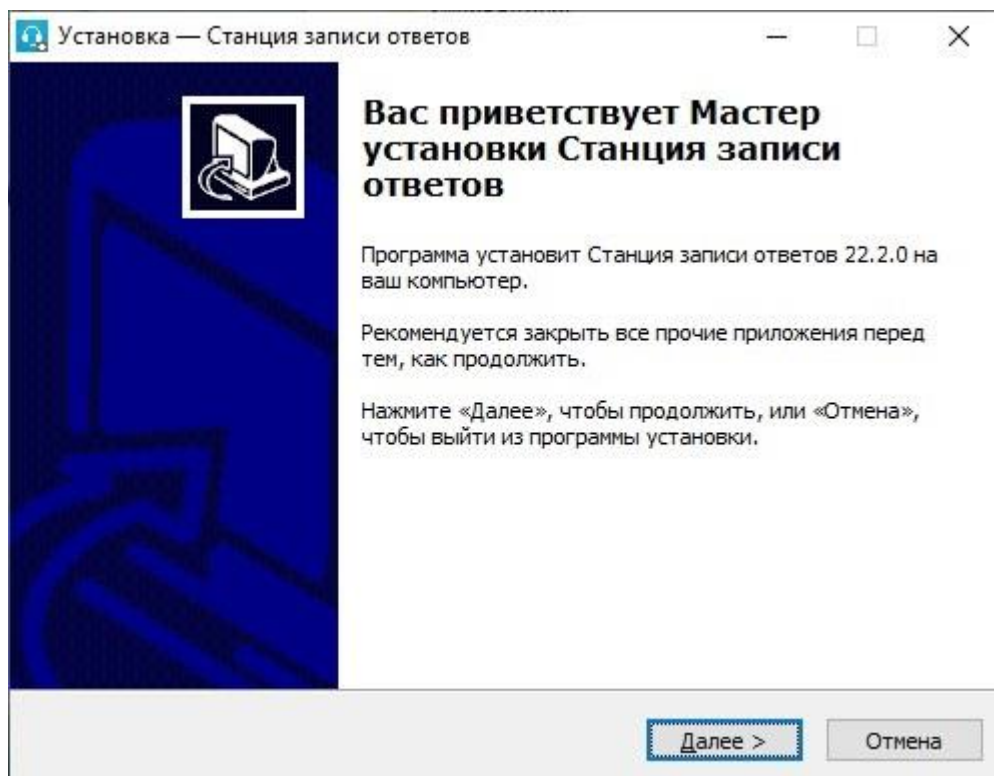 Установка — Станция записи ответов
Вас приветствует Мастер
установки Станция записи
ответов
Программа установит Станция записи ответов 22.2.0 на
ваш компьютер.
Рекомендуется закрыть все прочие приложения перед
тем, как продолжить.
Нажмите «Далее», чтобы продолжить, или «Отмена»,
чтобы выйти из программы установки.
Далее >
Отмена